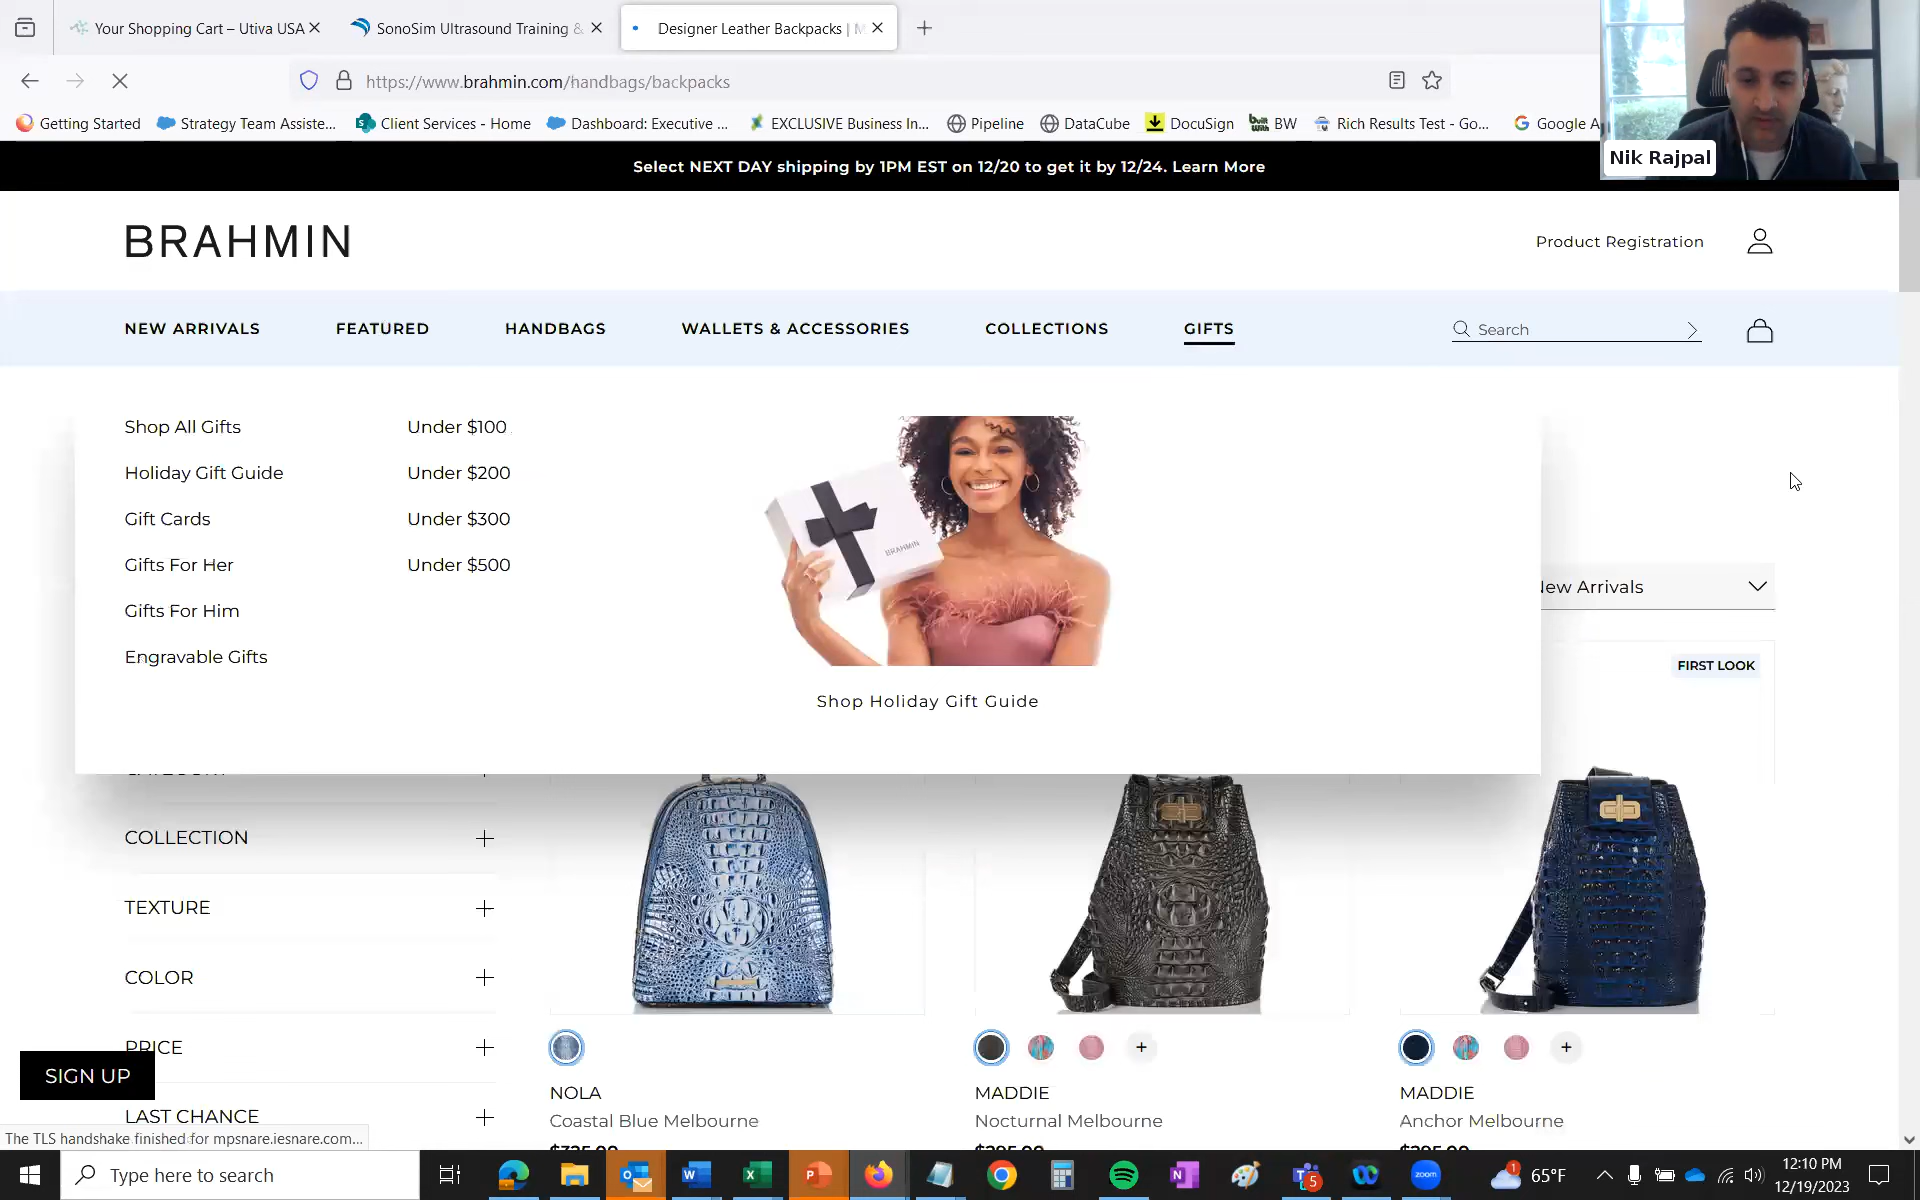 Your Shopping Cart – Utiva USA
SonoSim Ultrasound Training &
Designer Leather Backpacks | M
https://www.brahmin.com/handbags/backpacks
Getting Started
Strategy Team Assiste...
Client Services - Home
Dashboard: Executive ...
EXCLUSIVE Business In...
Pipeline
DataCube
DocuSign
BW
Rich Results Test - Go...
Google A
Nik Rajpal
Select NEXT DAY shipping by 1PM EST on 12/20 to get it by 12/24. Learn More
BRAHMIN
Product Registration
NEW ARRIVALS
FEATURED
HANDBAGS
WALLETS & ACCESSORIES
COLLECTIONS
GIFTS
Search
Shop All Gifts
Holiday Gift Guide
Gift Cards
Gifts For Her
Gifts For Him
Engravable Gifts
Under $100
Under $200
Under $300
Under $500
BRAHMIN
Shop Holiday Gift Guide
New Arrivals
FIRST LOOK
COLLECTION
TEXTURE
COLOR
PRICE
LAST CHANCE
SIGN UP
NOLA
Coastal Blue Melbourne
MADDIE
Nocturnal Melbourne
MADDIE
Anchor Melbourne
The TLS handshake finished for mpsnare.iesnare.com...
Type here to search
5
zoom
1
65°F
12:10 PM
12/19/2023